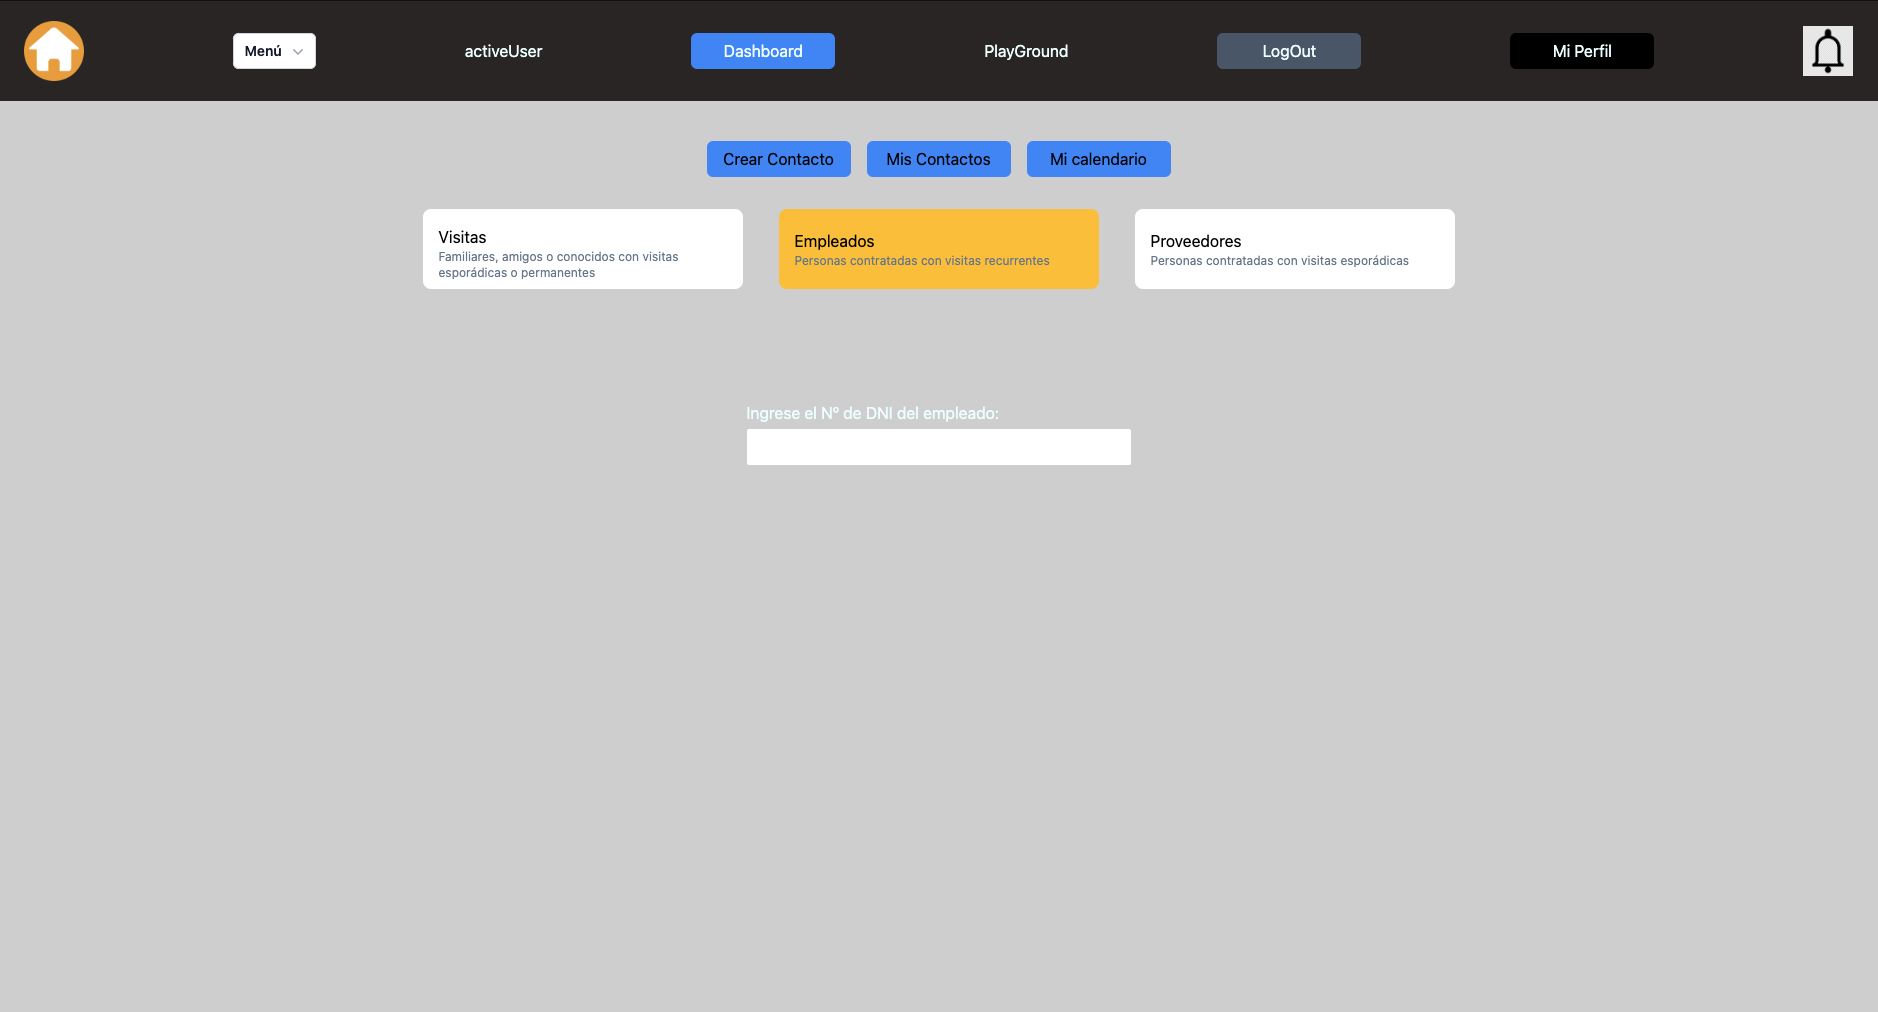 Menú
activeUser
Dashboard
PlayGround
LogOut
Mi Perfil
Crear Contacto
Mis Contactos
Mi calendario
Visitas
Familiares, amigos o conocidos con visitas
esporádicas o permanentes
Empleados
Personas contratadas con visitas recurrentes
Proveedores
Personas contratadas con visitas esporádicas
Ingrese el Nº de DNI del empleado: